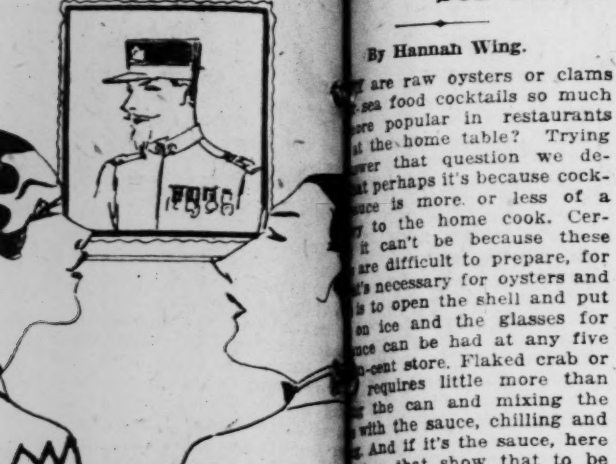 By Hannah Wing.
are raw oysters or clams
sea food cocktails so much
popular in restaurants
the home table? Trying
that question we de-
perhaps it's because cock-
is more or less of a
to the home cook. Cer-
it can't be because these
are difficult to prepare, for
necessary for oysters and
is to open the shell and put
on ice and the glasses for
can be had at any five
store. Flaked crab or
requires little more than
the can and mixing the
with the sauce, chilling and
And if it's the sauce, here
that show that to be